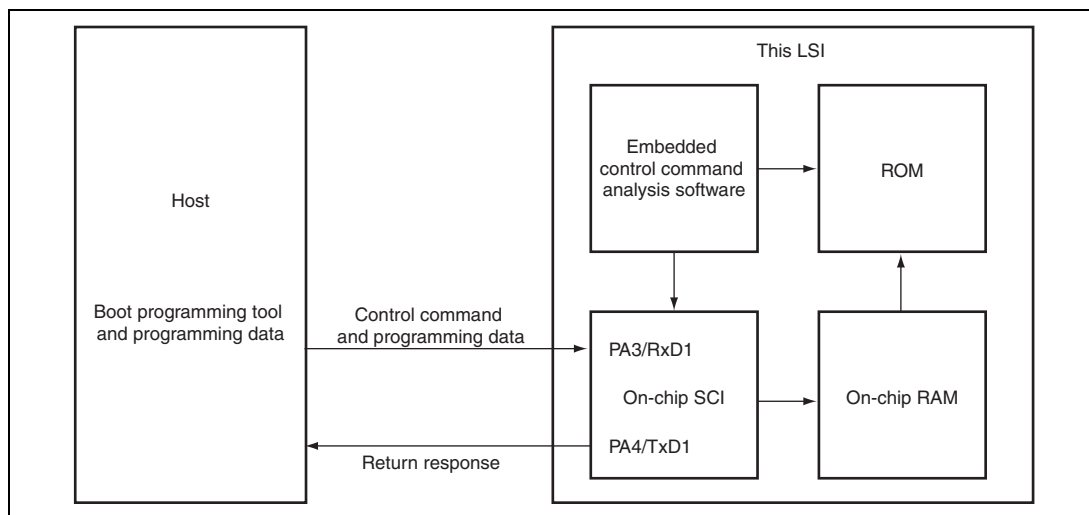 This LSI
Embedded
control command
analysis software
ROM
Host
Boot programming tool
and programming data
Control command
and programming data
PA3/RxD1
On-chip SCI
On-chip RAM
PA4/TxD1
Return response